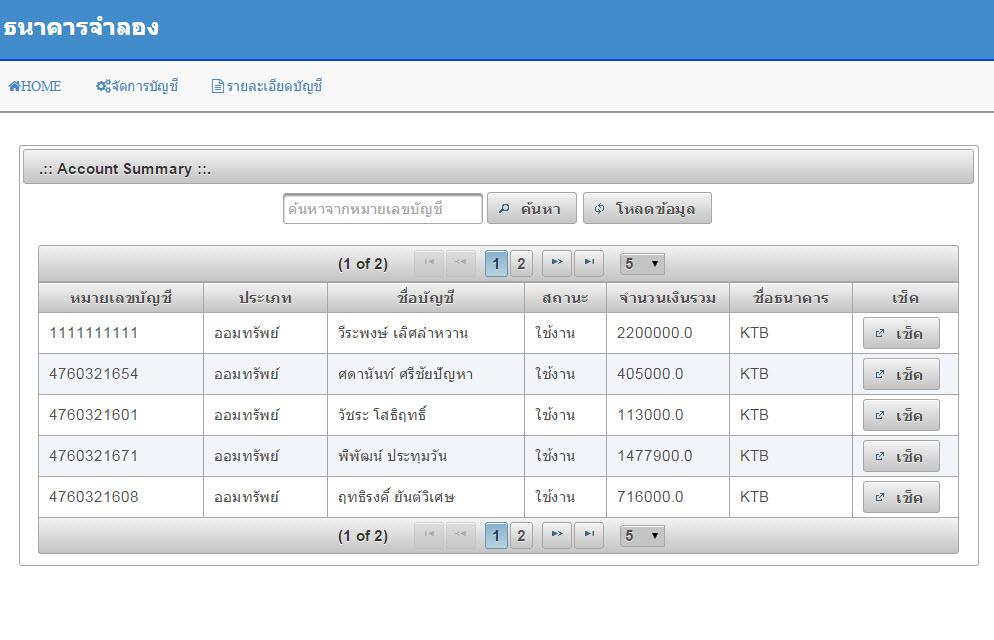 ธนาคารจำลอง
HOME จัดการบัญชี รายละเอียดบัญชี
.:: Account Summary ::.
ค้นหาจากหมายเลขบัญชี ค้นหา โหลดข้อมูล
(1 of 2) 1 2 5
หมายเลขบัญชี ประเภท ชื่อบัญชี สถานะ จำนวนเงินรวม ชื่อธนาคาร เช็ค
1111111111 ออมทรัพย์ วีระพงษ์ เลิศลำหวาน ใช้งาน 2200000.0 KTB เช็ค
4760321654 ออมทรัพย์ ศดานันท์ ศรีชัยปัญหา ใช้งาน 405000.0 KTB เช็ค
4760321601 ออมทรัพย์ วัชระ โสธิฤทธิ์ ใช้งาน 113000.0 KTB เช็ค
4760321671 ออมทรัพย์ พิพัฒน์ ประทุมวัน ใช้งาน 1477900.0 KTB เช็ค
4760321608 ออมทรัพย์ ฤทธิรงค์ ยันต์วิเศษ ใช้งาน 716000.0 KTB เช็ค
(1 of 2) 1 2 5